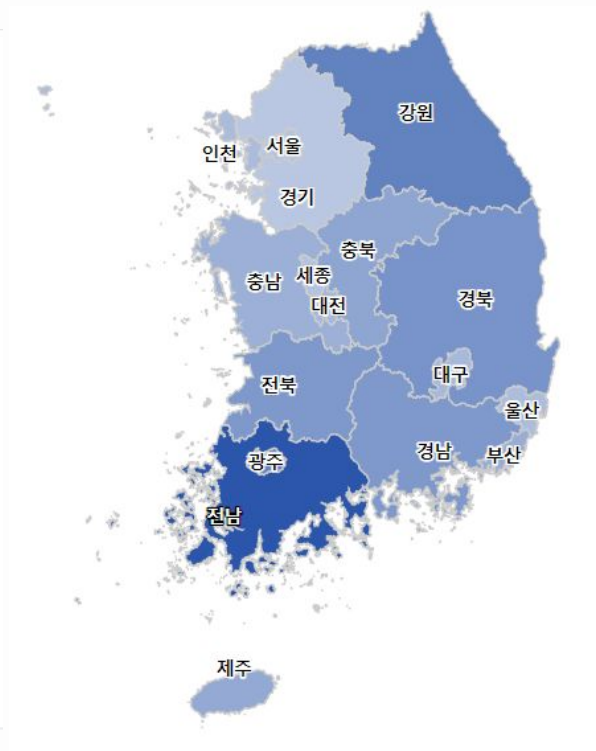 강원
인천
서울
경기
충북
충남
세종
대전
경북
대구
전북
울산
경남
부산
광주
전남
제주